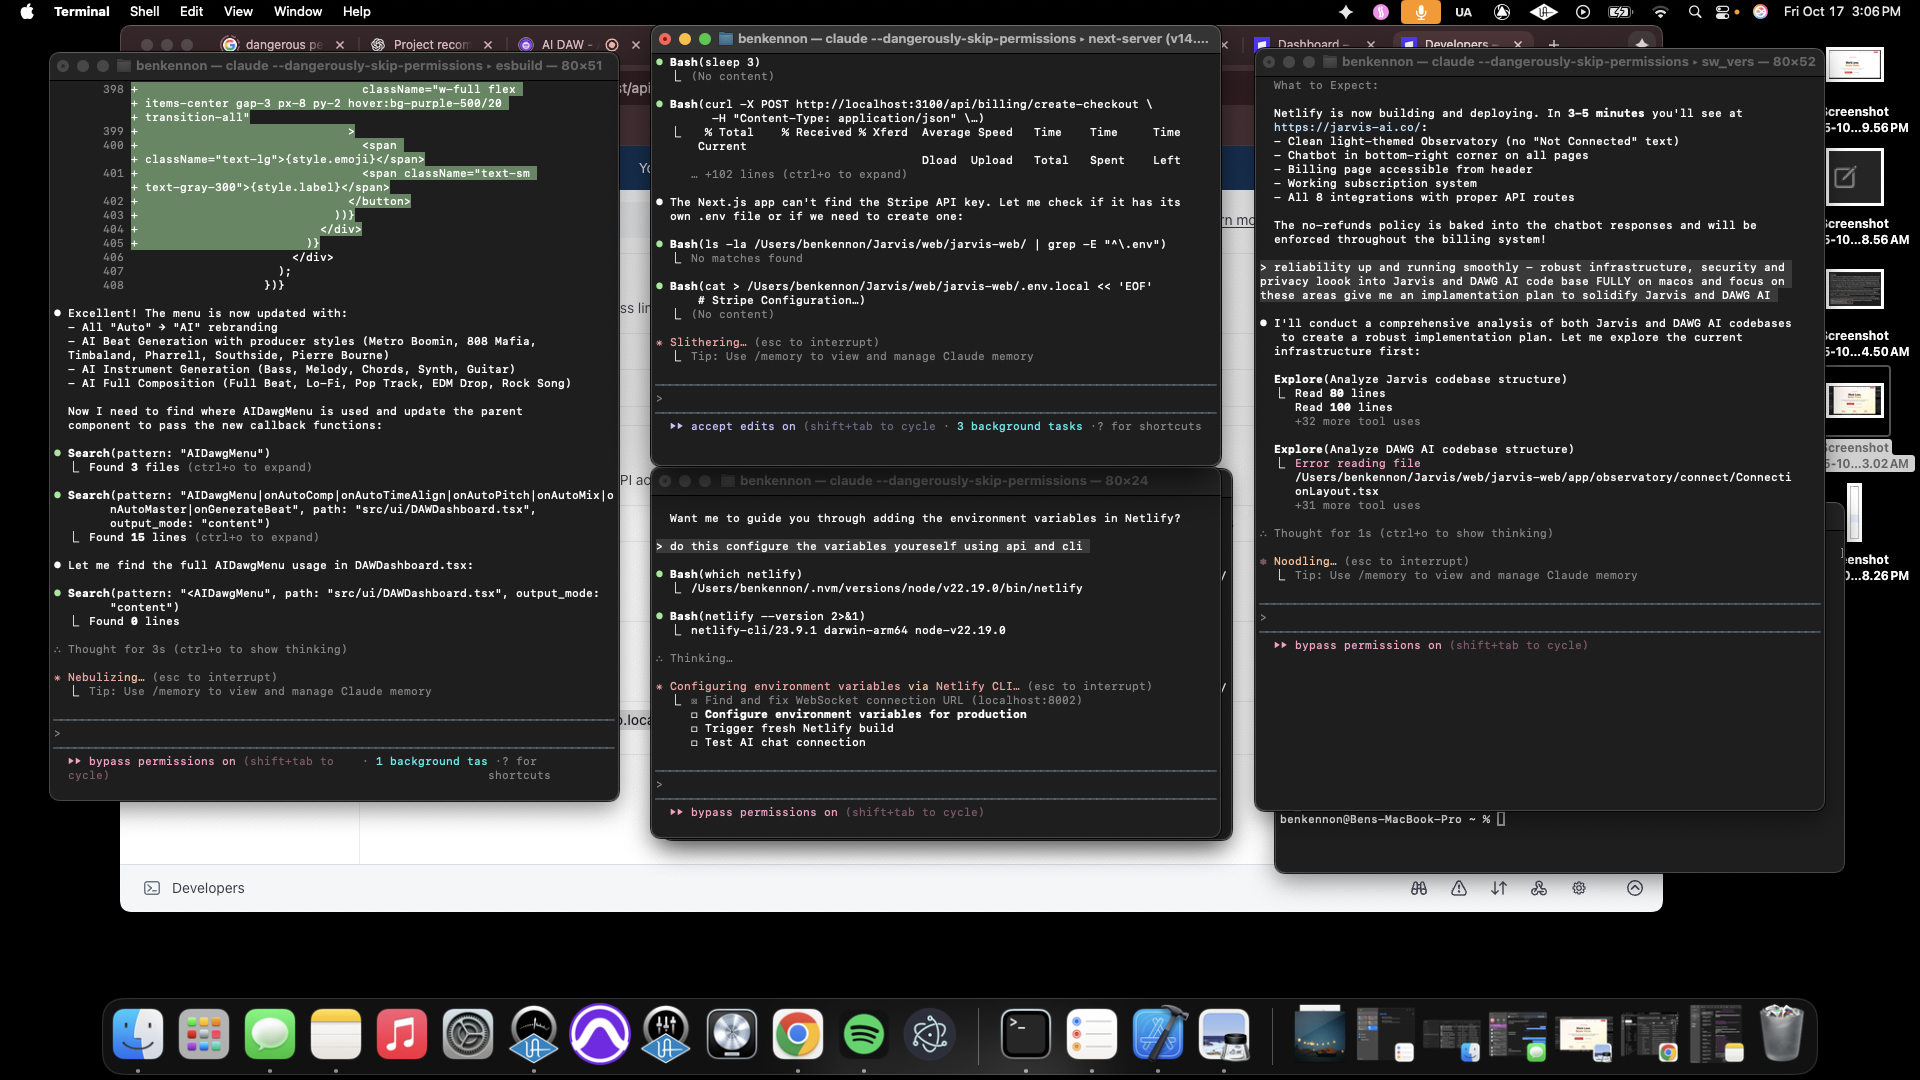 Terminal Shell Edit View Window Help
UA Fri Oct 17 3:06 PM
dangerous pe
Project recom
AI DAW -
Dashboard –
Developers –
benkennon — claude --dangerously-skip-permissions ▸ esbuild — 80×51
398 + className="w-full flex
+ items-center gap-3 px-8 py-2 hover:bg-purple-500/20
+ transition-all"
399 + >
400 + <span
+ className="text-lg">{style.emoji}</span>
401 + <span className="text-sm
+ text-gray-300">{style.label}</span>
402 + </button>
403 + ))}
404 + </div>
405 + )}
406 </div>
407 );
408 })}
● Excellent! The menu is now updated with:
- All "Auto" → "AI" rebranding
- AI Beat Generation with producer styles (Metro Boomin, 808 Mafia,
Timbaland, Pharrell, Southside, Pierre Bourne)
- AI Instrument Generation (Bass, Melody, Chords, Synth, Guitar)
- AI Full Composition (Full Beat, Lo-Fi, Pop Track, EDM Drop, Rock Song)
Now I need to find where AIDawgMenu is used and update the parent
component to pass the new callback functions:
● Search(pattern: "AIDawgMenu")
⎿ Found 3 files (ctrl+o to expand)
● Search(pattern: "AIDawgMenu|onAutoComp|onAutoTimeAlign|onAutoPitch|onAutoMix|o
nAutoMaster|onGenerateBeat", path: "src/ui/DAWDashboard.tsx",
output_mode: "content")
⎿ Found 15 lines (ctrl+o to expand)
● Let me find the full AIDawgMenu usage in DAWDashboard.tsx:
● Search(pattern: "<AIDawgMenu", path: "src/ui/DAWDashboard.tsx", output_mode:
"content")
⎿ Found 0 lines
∴ Thought for 3s (ctrl+o to show thinking)
✶ Nebulizing… (esc to interrupt)
⎿ Tip: Use /memory to view and manage Claude memory
>
▸▸ bypass permissions on (shift+tab to · 1 background tas · ? for
cycle) shortcuts
benkennon — claude --dangerously-skip-permissions ▸ next-server (v14....
● Bash(sleep 3)
⎿ (No content)
● Bash(curl -X POST http://localhost:3100/api/billing/create-checkout \
-H "Content-Type: application/json" \…)
⎿ % Total % Received % Xferd Average Speed Time Time Time
Current
Dload Upload Total Spent Left
… +102 lines (ctrl+o to expand)
● The Next.js app can't find the Stripe API key. Let me check if it has its
own .env file or if we need to create one:
● Bash(ls -la /Users/benkennon/Jarvis/web/jarvis-web/ | grep -E "^\.env")
⎿ No matches found
● Bash(cat > /Users/benkennon/Jarvis/web/jarvis-web/.env.local << 'EOF'
# Stripe Configuration…)
⎿ (No content)
✶ Slithering… (esc to interrupt)
⎿ Tip: Use /memory to view and manage Claude memory
>
▸▸ accept edits on (shift+tab to cycle · 3 background tasks · ? for shortcuts
benkennon — claude --dangerously-skip-permissions — 80×24
Want me to guide you through adding the environment variables in Netlify?
> do this configure the variables youreself using api and cli
● Bash(which netlify)
⎿ /Users/benkennon/.nvm/versions/node/v22.19.0/bin/netlify
● Bash(netlify --version 2>&1)
⎿ netlify-cli/23.9.1 darwin-arm64 node-v22.19.0
∴ Thinking…
✶ Configuring environment variables via Netlify CLI… (esc to interrupt)
⎿ ☒ Find and fix WebSocket connection URL (localhost:8002)
☐ Configure environment variables for production
☐ Trigger fresh Netlify build
☐ Test AI chat connection
>
▸▸ bypass permissions on (shift+tab to cycle)
benkennon — claude --dangerously-skip-permissions ▸ sw_vers — 80×52
What to Expect:
Netlify is now building and deploying. In 3-5 minutes you'll see at
https://jarvis-ai.co/:
- Clean light-themed Observatory (no "Not Connected" text)
- Chatbot in bottom-right corner on all pages
- Billing page accessible from header
- Working subscription system
- All 8 integrations with proper API routes
The no-refunds policy is baked into the chatbot responses and will be
enforced throughout the billing system!
> reliability up and running smoothly – robust infrastructure, security and
privacy loook into Jarvis and DAWG AI code base FULLY on macos and focus on
these areas give me an implamentation plan to solidify Jarvis and DAWG AI
● I'll conduct a comprehensive analysis of both Jarvis and DAWG AI codebases
to create a robust implementation plan. Let me explore the current
infrastructure first:
Explore(Analyze Jarvis codebase structure)
⎿ Read 80 lines
Read 100 lines
+32 more tool uses
Explore(Analyze DAWG AI codebase structure)
⎿ Error reading file
/Users/benkennon/Jarvis/web/jarvis-web/app/observatory/connect/Connecti
onLayout.tsx
+31 more tool uses
∴ Thought for 1s (ctrl+o to show thinking)
✶ Noodling… (esc to interrupt)
⎿ Tip: Use /memory to view and manage Claude memory
>
▸▸ bypass permissions on (shift+tab to cycle)
benkennon@Bens-MacBook-Pro ~ %
Screenshot
5-10...9.56 PM
Screenshot
5-10...8.56 AM
Screenshot
5-10...4.50 AM
Screenshot
5-10...3.02 AM
enshot
0...8.26 PM
Developers